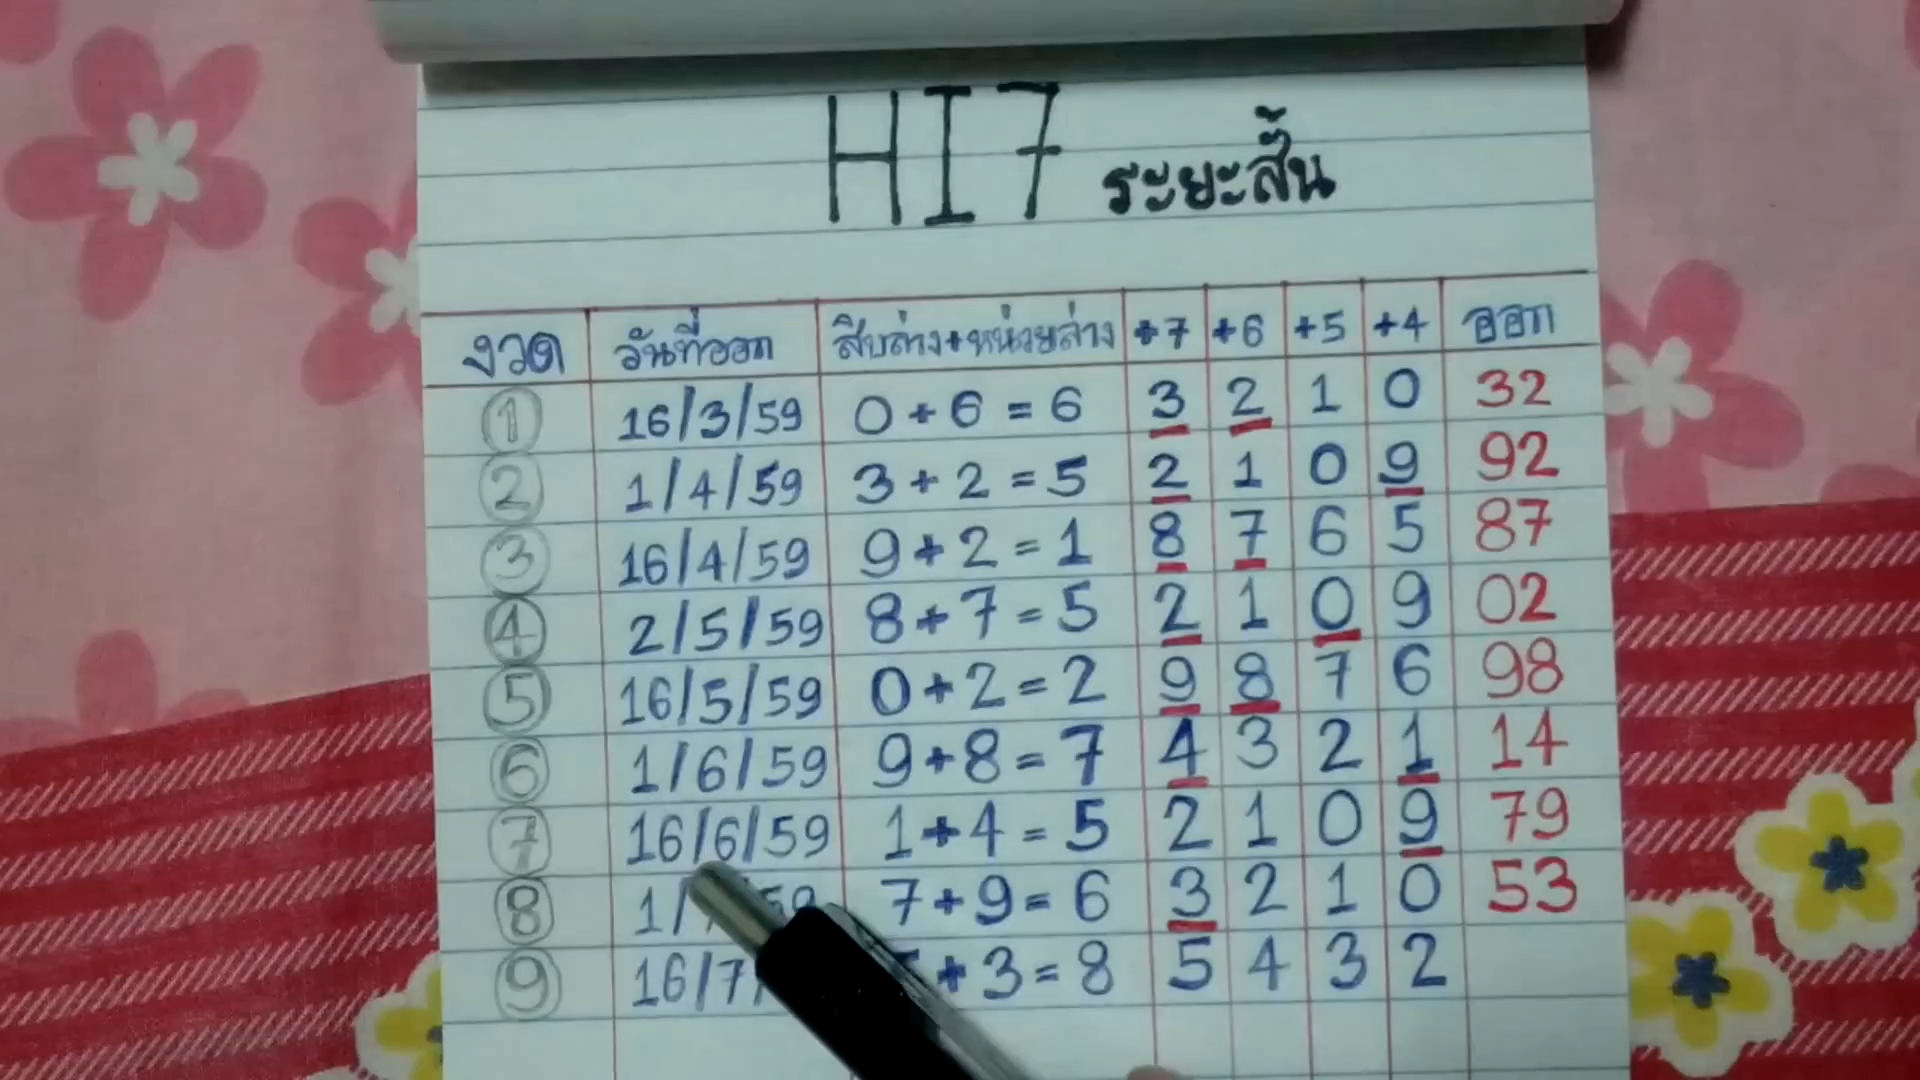 HI7 ระยะสั้น
งวด วันที่ออก สิบล่าง+หน่วยล่าง +7 +6 +5 +4 ออก
1 16/3/59 0+6=6 3 2 1 0 32
2 1/4/59 3+2=5 2 1 0 9 92
3 16/4/59 9+2=1 8 7 6 5 87
4 2/5/59 8+7=5 2 1 0 9 02
5 16/5/59 0+2=2 9 8 7 6 98
6 1/6/59 9+8=7 4 3 2 1 14
7 16/6/59 1+4=5 2 1 0 9 79
8 1/ 59 7+9=6 3 2 1 0 53
9 16/7/ +3=8 5 4 3 2